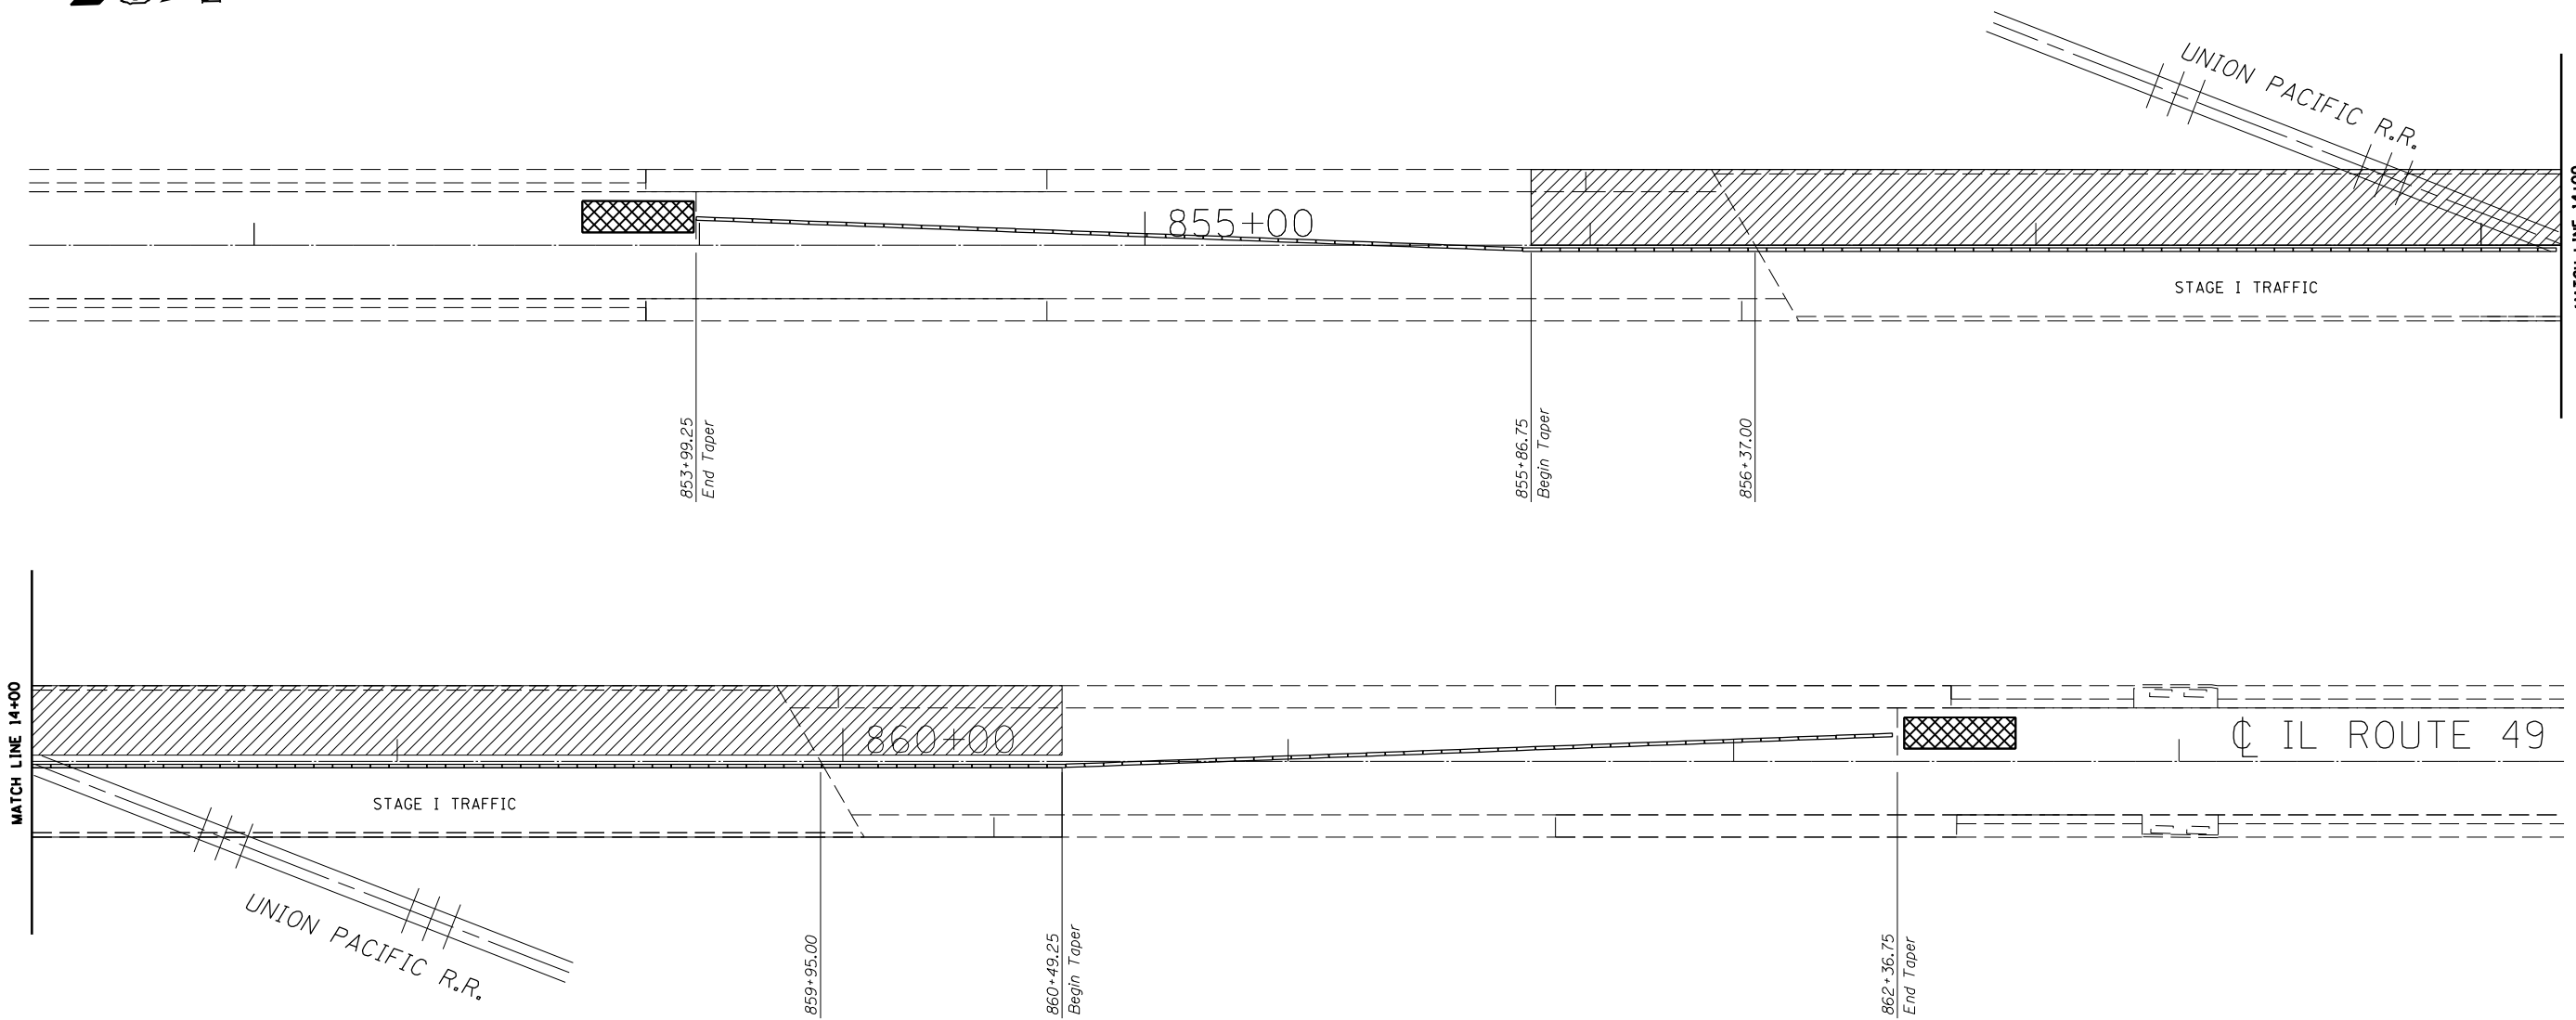 UNION PACIFIC R.R.
855+00
STAGE I TRAFFIC
853+99.25
End Taper
855+86.75
Begin Taper
856+37.00
MATCH LINE 14+00
860+00
℄ IL ROUTE 49
STAGE I TRAFFIC
UNION PACIFIC R.R.
859+95.00
860+49.25
Begin Taper
862+36.75
End Taper